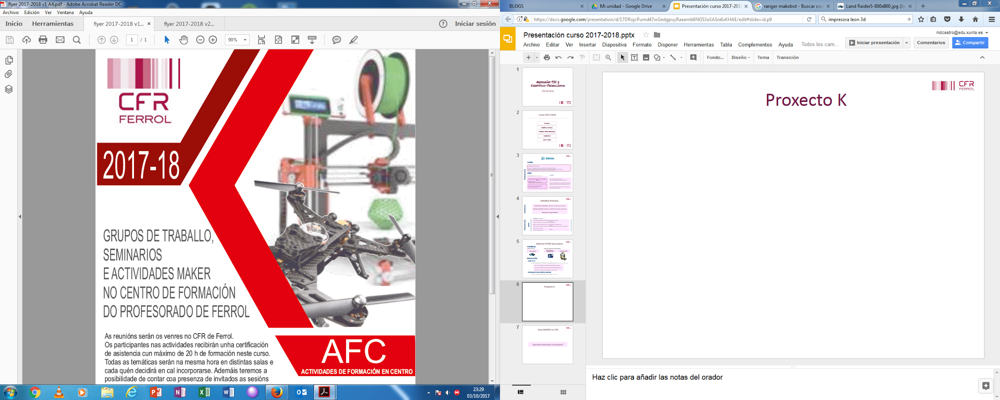 flyer 2017-2018 v1 A4.pdf - Adobe Acrobat Reader DC
Archivo Edición Ver Ventana Ayuda
Inicio Herramientas flyer 2017-2018 v1... × flyer 2017-2018 v2... Iniciar sesión
1 / 1 90%
CFR
FERROL
2017-18
GRUPOS DE TRABALLO,
SEMINARIOS
E ACTIVIDADES MAKER
NO CENTRO DE FORMACIÓN
DO PROFESORADO DE FERROL
As reunións serán os venres no CFR de Ferrol.
Os participantes nas actividades recibirán unha certificación
de asistencia cun máximo de 20 h de formación neste curso.
Todas as temáticas serán na mesma hora en distintas salas e
cada quén decidirá en cal incorporarse. Ademáis teremos a
posibilidade de contar coa presenza de invitados as sesións
AFC
ACTIVIDADES DE FORMACIÓN EN CENTRO
23:29
03/10/2017
BLOGS Mi unidad - Google Drive Presentación curso 2017-2018 ranger makebot - Buscar con Land Raider5-800x800.jpg (Im
https://docs.google.com/presentation/d/17DRojcPumd47wGedgpuyRaeamb6NG53aXASrx6xKHAE/edit#slide=id.p9 impresora leon 3d
mdcastro@edu.xunta.es
Presentación curso 2017-2018.pptx
Archivo Editar Ver Insertar Diapositiva Formato Disponer Herramientas Tabla Complementos Ayuda Todos los cam... Iniciar presentación Comentarios Compartir
Fondo... Diseño Tema Transición
1
Asesorías TIC e
Científico-Tecnolóxica
CFR de Ferrol
2
Curso 2017-2018
3
EDIXGAL
4
Robótica Primaria
5
Material STEM Secundaria
6
Proxecto K
7
Zona MAKER no CFR
CFR
FERROL
Proxecto K
Haz clic para añadir las notas del orador